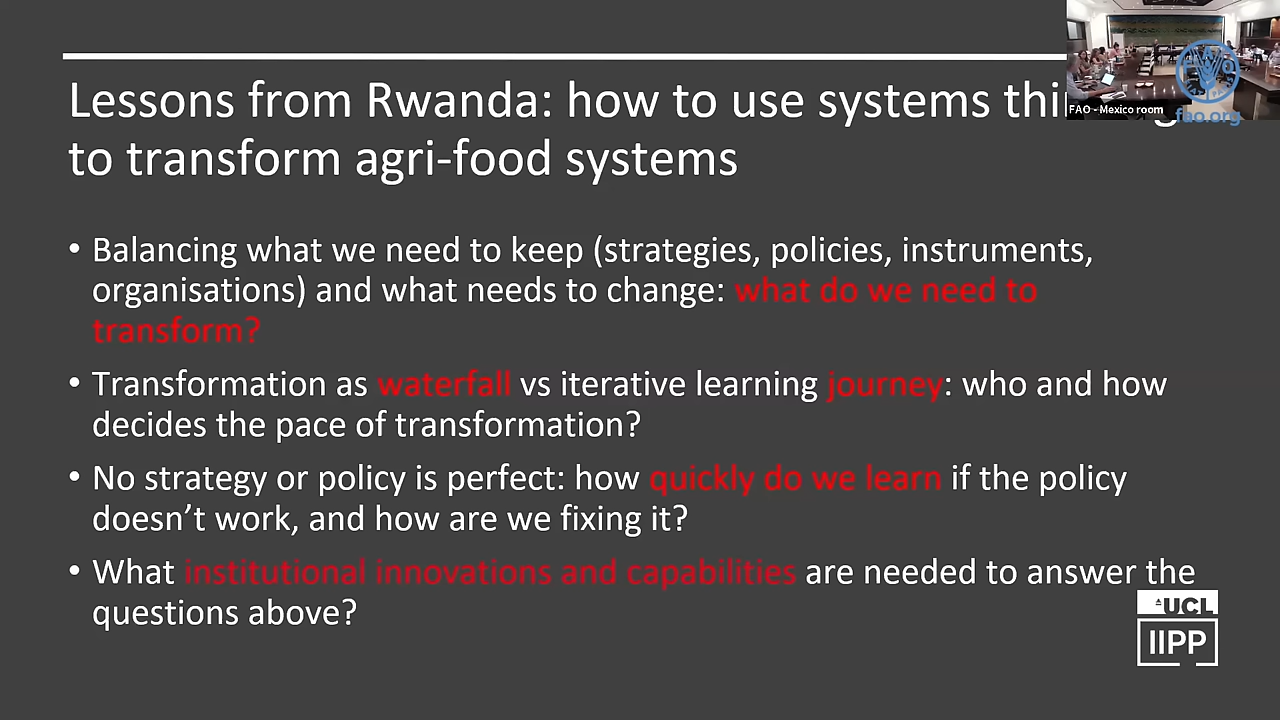 Lessons from Rwanda: how to use systems
to transform agri-food systems
FAO - Mexico room
fao.org
• Balancing what we need to keep (strategies, policies, instruments,
organisations) and what needs to change: what do we need to
transform?
• Transformation as waterfall vs iterative learning journey: who and how
decides the pace of transformation?
• No strategy or policy is perfect: how quickly do we learn if the policy
doesn’t work, and how are we fixing it?
• What institutional innovations and capabilities are needed to answer the
questions above?
UCL
IIPP